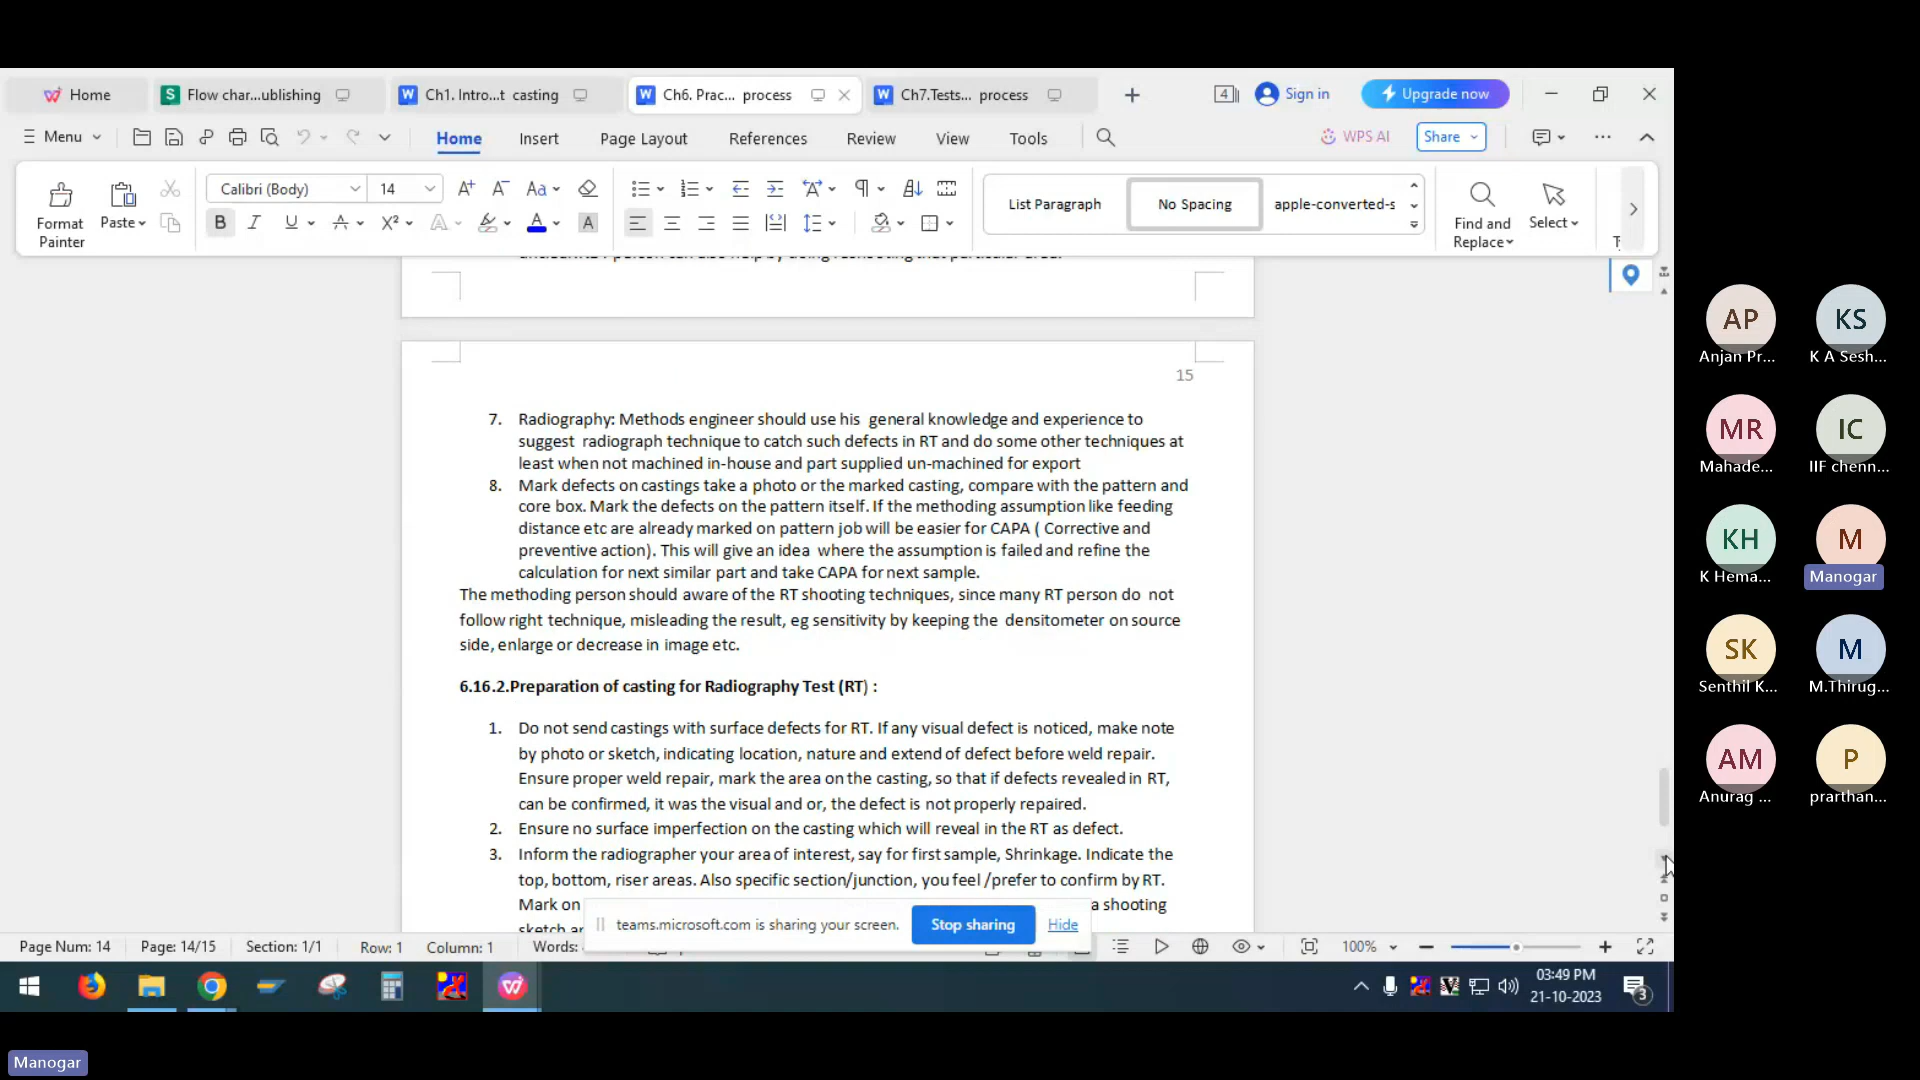 Home
Flow char...ublishing
Ch1. Intro...t casting
Ch6. Prac... process
Ch7.Tests... process
4
Sign in
Upgrade now
Menu
Home
Insert
Page Layout
References
Review
View
Tools
WPS AI
Share
Format Painter
Paste
Calibri (Body)
14
List Paragraph
No Spacing
apple-converted-s
Find and Replace
Select
15
7. Radiography: Methods engineer should use his general knowledge and experience to
suggest radiograph technique to catch such defects in RT and do some other techniques at
least when not machined in-house and part supplied un-machined for export
8. Mark defects on castings take a photo or the marked casting, compare with the pattern and
core box. Mark the defects on the pattern itself. If the methoding assumption like feeding
distance etc are already marked on pattern job will be easier for CAPA ( Corrective and
preventive action). This will give an idea where the assumption is failed and refine the
calculation for next similar part and take CAPA for next sample.
The methoding person should aware of the RT shooting techniques, since many RT person do not
follow right technique, misleading the result, eg sensitivity by keeping the densitometer on source
side, enlarge or decrease in image etc.
6.16.2.Preparation of casting for Radiography Test (RT) :
1. Do not send castings with surface defects for RT. If any visual defect is noticed, make note
by photo or sketch, indicating location, nature and extend of defect before weld repair.
Ensure proper weld repair, mark the area on the casting, so that if defects revealed in RT,
can be confirmed, it was the visual and or, the defect is not properly repaired.
2. Ensure no surface imperfection on the casting which will reveal in the RT as defect.
3. Inform the radiographer your area of interest, say for first sample, Shrinkage. Indicate the
top, bottom, riser areas. Also specific section/junction, you feel /prefer to confirm by RT.
Mark on a shooting
teams.microsoft.com is sharing your screen.
Stop sharing
Hide
Page Num: 14
Page: 14/15
Section: 1/1
Row: 1
Column: 1
Words:
100%
03:49 PM
21-10-2023
3
AP
Anjan Pr...
KS
K A Sesh...
MR
Mahade...
IC
IIF chenn...
KH
K Hema...
M
Manogar
SK
Senthil K...
M
M.Thirug...
AM
Anurag ...
P
prarthan...
Manogar